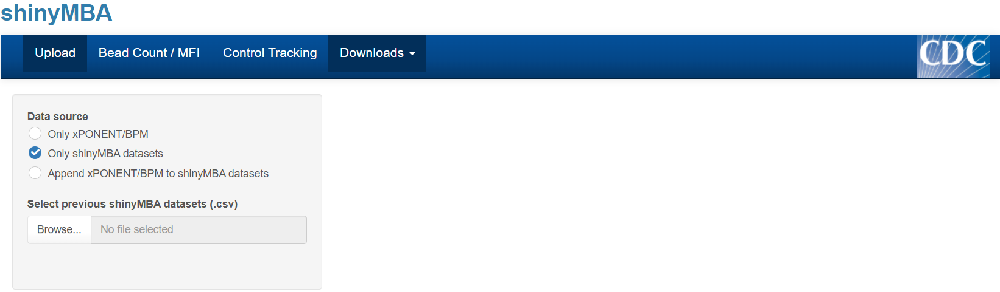 shinyMBA
Upload Bead Count / MFI Control Tracking Downloads CDC
Data source
Only xPONENT/BPM
Only shinyMBA datasets
Append xPONENT/BPM to shinyMBA datasets
Select previous shinyMBA datasets (.csv)
Browse... No file selected